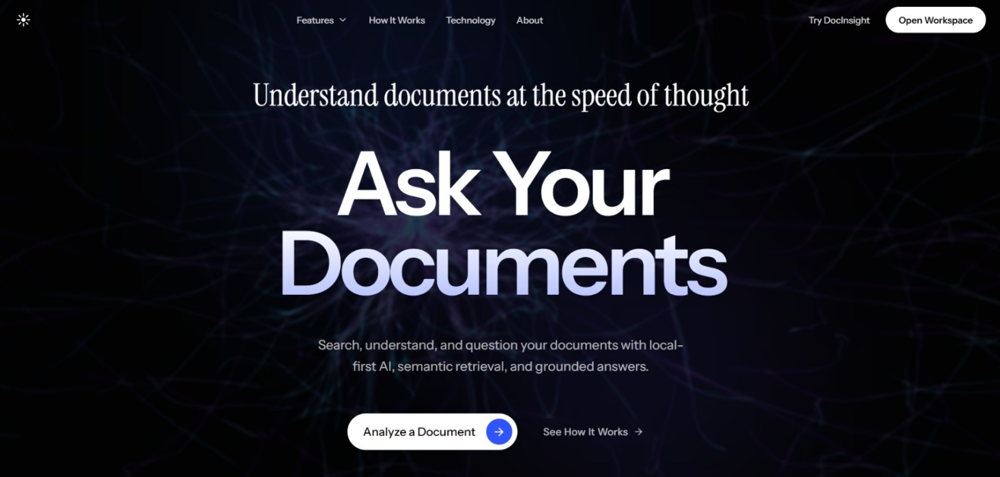 Features
How It Works
Technology
About
Try DocInsight
Open Workspace
Understand documents at the speed of thought
Ask Your
Documents
Search, understand, and question your documents with local-
first AI, semantic retrieval, and grounded answers.
Analyze a Document
See How It Works